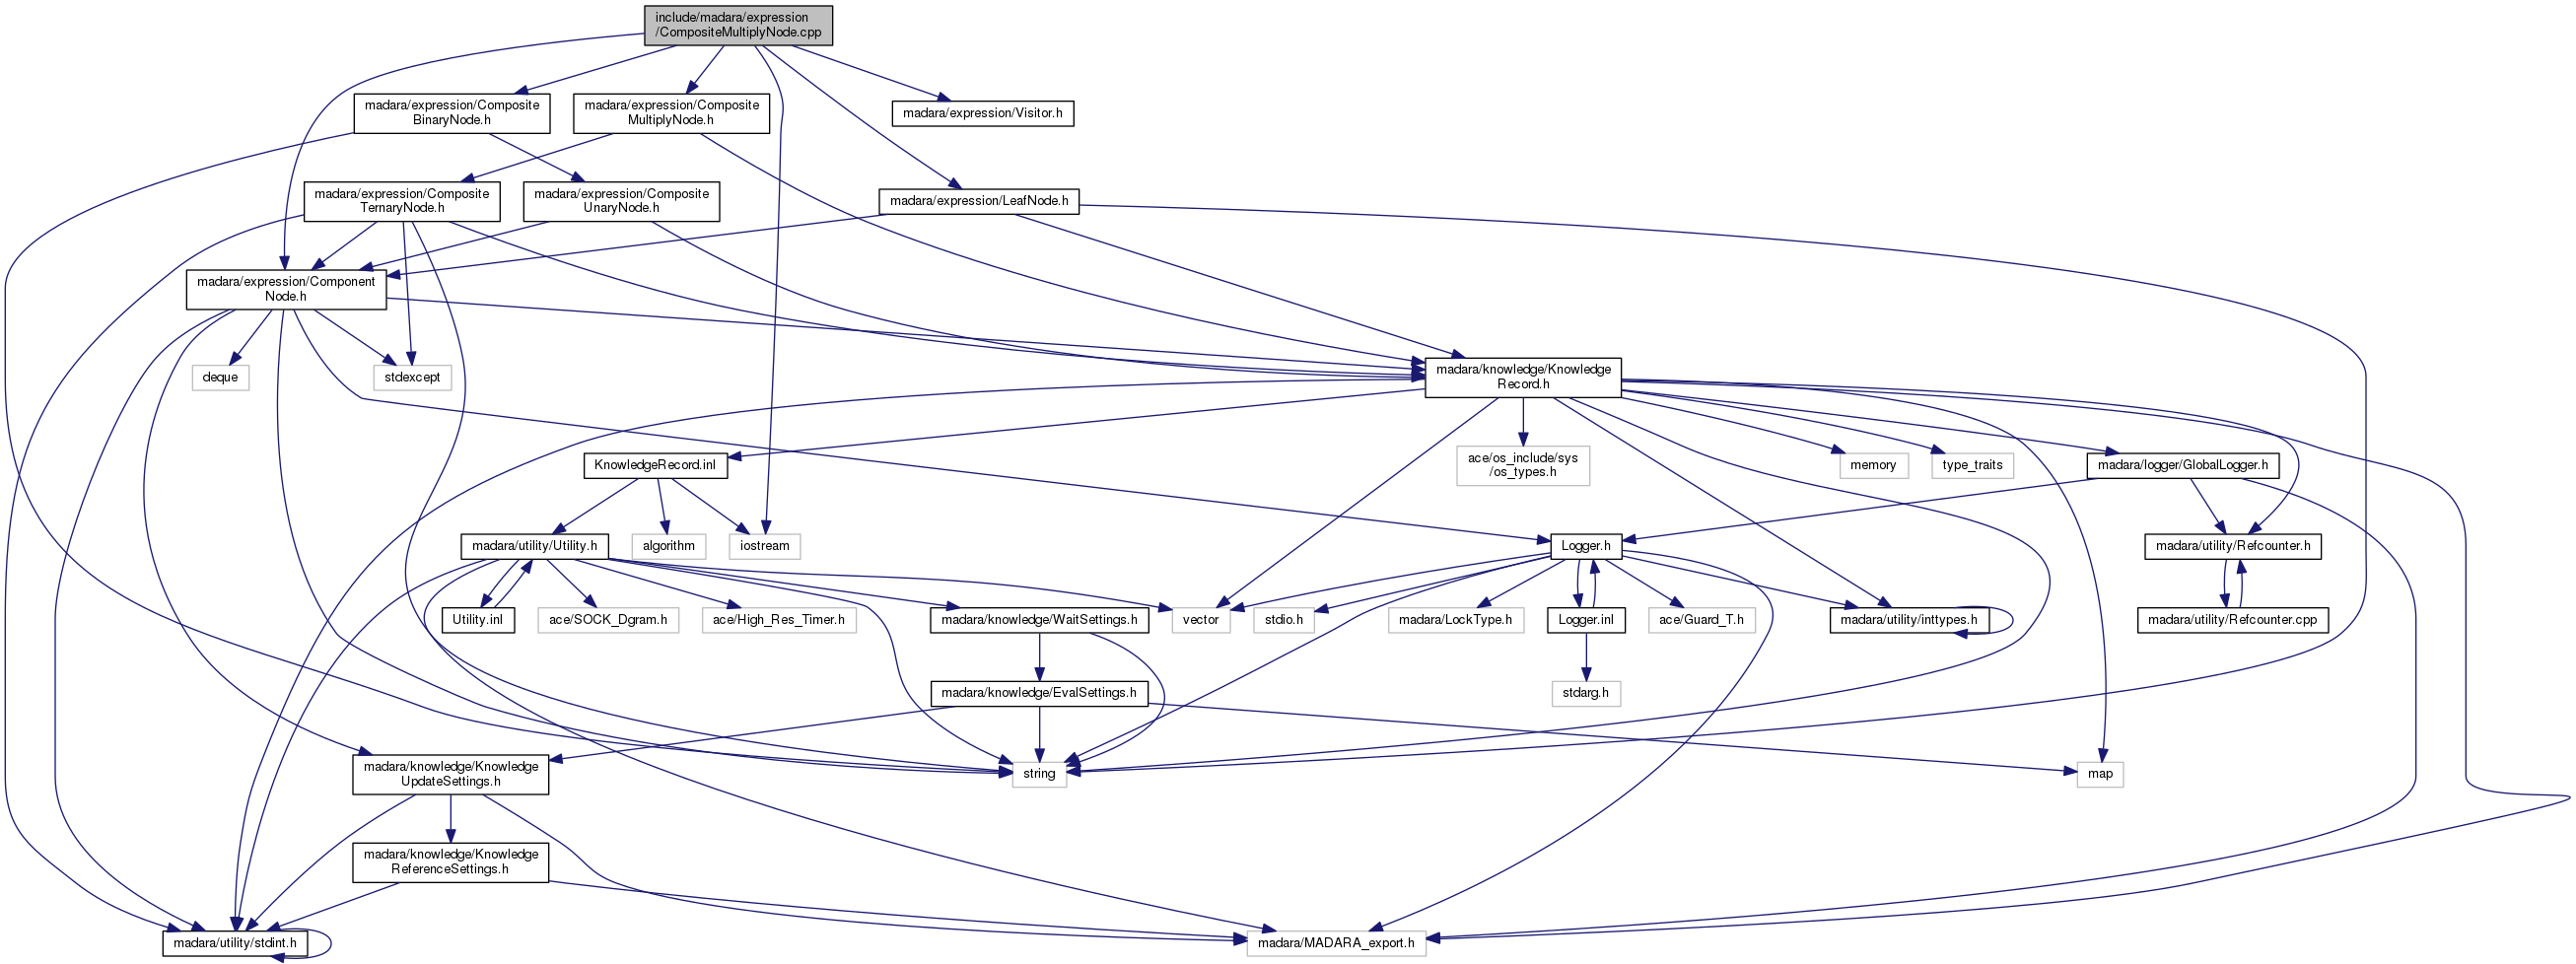 include/madara/expression
/CompositeMultiplyNode.cpp
madara/expression/Composite
BinaryNode.h
madara/expression/Composite
MultiplyNode.h
madara/expression/Visitor.h
madara/expression/Composite
TernaryNode.h
madara/expression/Composite
UnaryNode.h
madara/expression/LeafNode.h
madara/expression/Component
Node.h
deque
stdexcept
madara/knowledge/Knowledge
Record.h
KnowledgeRecord.inl
ace/os_include/sys
/os_types.h
memory
type_traits
madara/logger/GlobalLogger.h
madara/utility/Utility.h
algorithm
iostream
Logger.h
madara/utility/Refcounter.h
Utility.inl
ace/SOCK_Dgram.h
ace/High_Res_Timer.h
madara/knowledge/WaitSettings.h
vector
stdio.h
madara/LockType.h
Logger.inl
ace/Guard_T.h
madara/utility/inttypes.h
madara/utility/Refcounter.cpp
madara/knowledge/EvalSettings.h
stdarg.h
madara/knowledge/Knowledge
UpdateSettings.h
string
map
madara/knowledge/Knowledge
ReferenceSettings.h
madara/utility/stdint.h
madara/MADARA_export.h